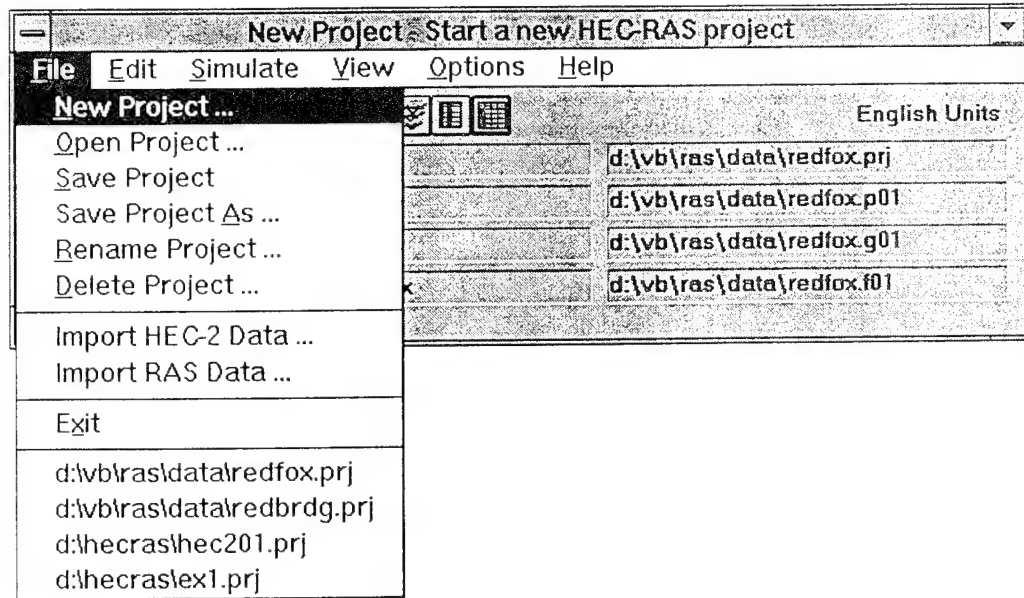 New Project - Start a new HEC-RAS project
File Edit Simulate View Options Help
New Project ...
English Units
Open Project ...
d:\vb\ras\data\redfox.prj
Save Project
Save Project As ...
d:\vb\ras\data\redfox.p01
Rename Project ...
d:\vb\ras\data\redfox.g01
Delete Project ...
x
d:\vb\ras\data\redfox.f01
Import HEC-2 Data ...
Import RAS Data ...
Exit
d:\vb\ras\data\redfox.prj
d:\vb\ras\data\redbrdg.prj
d:\hecras\hec201.prj
d:\hecras\ex1.prj